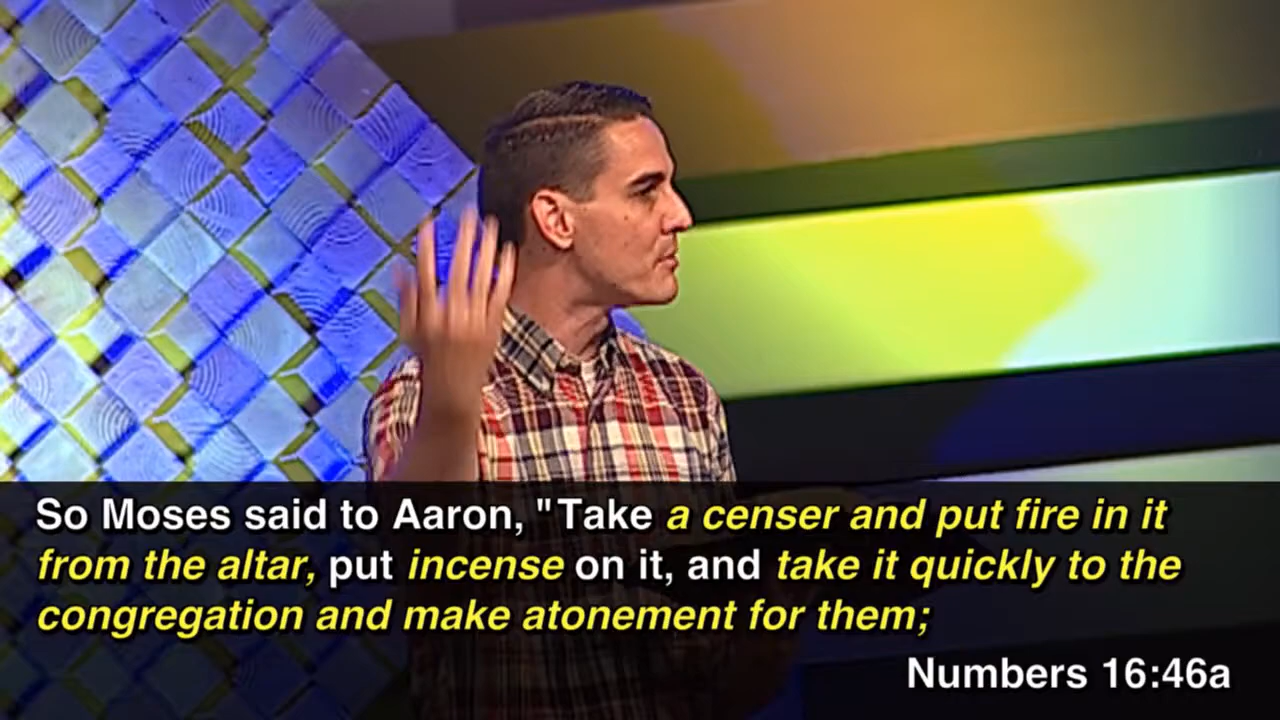 So Moses said to Aaron, "Take a censer and put fire in it
from the altar, put incense on it, and take it quickly to the
congregation and make atonement for them;
Numbers 16:46a